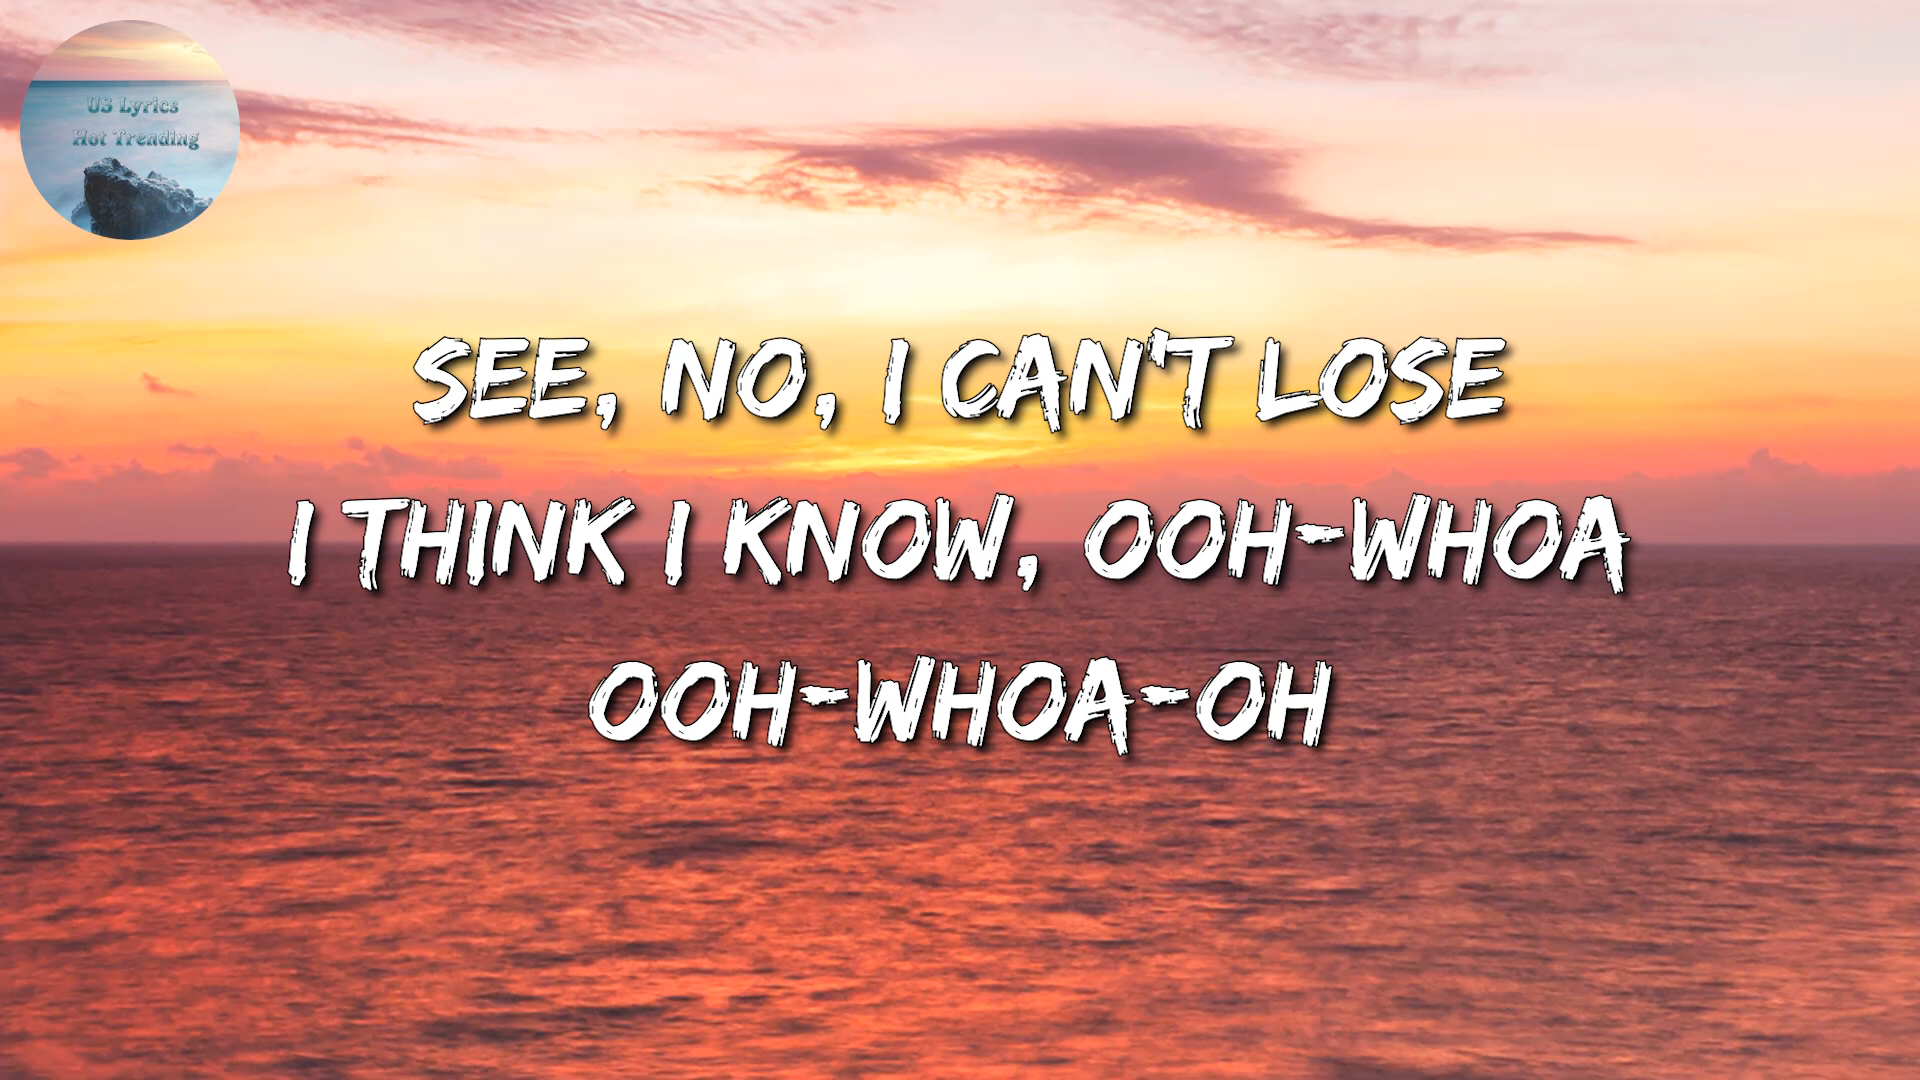 US Lyrics
Hot Trending
SEE, NO, I CAN'T LOSE
I THINK I KNOW, OOH-WHOA
OOH-WHOA-OH